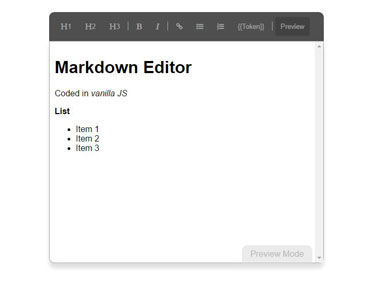 H1 H2 H3 B I {{Token}} Preview
Markdown Editor
Coded in vanilla JS
List
Item 1
Item 2
Item 3
Preview Mode